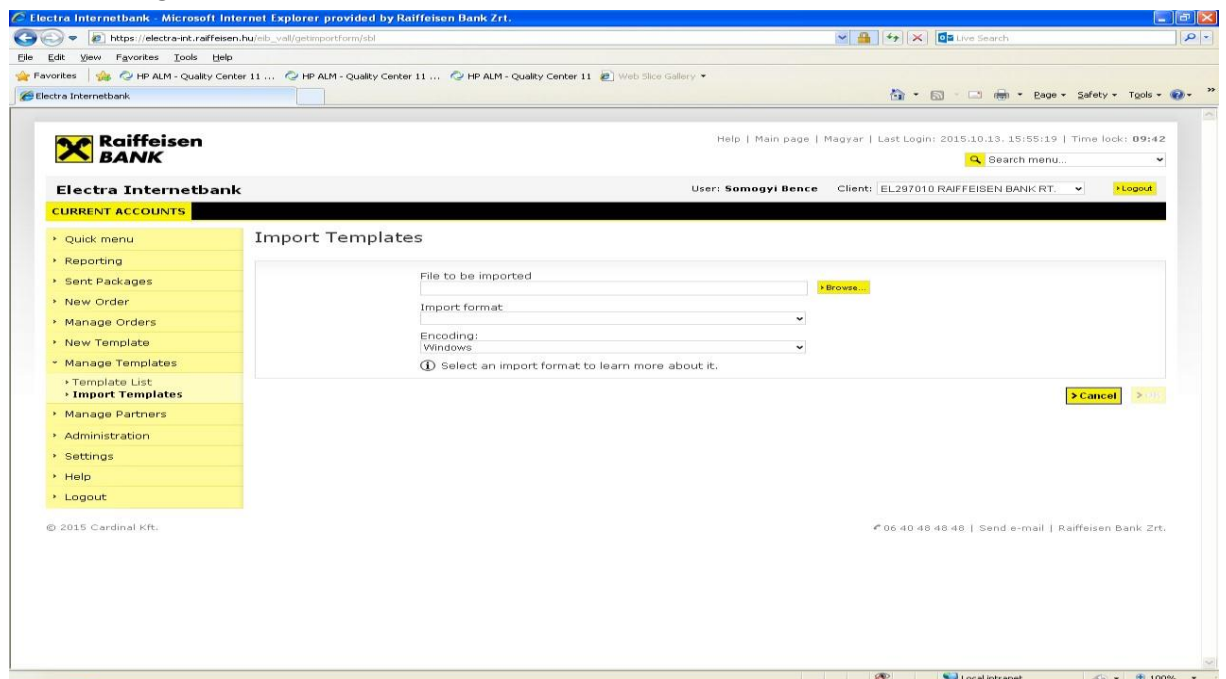 Electra Internetbank - Microsoft Internet Explorer provided by Raiffeisen Bank Zrt.
https://electra-int.raiffeisen.hu/eib_vall/getimportform/sbl
Live Search
File Edit View Favorites Tools Help
Favorites HP ALM - Quality Center 11 ... HP ALM - Quality Center 11 ... HP ALM - Quality Center 11 Web Slice Gallery
Electra Internetbank
Page Safety Tools
Raiffeisen
BANK
Help | Main page | Magyar | Last Login: 2015.10.13. 15:55:19 | Time lock: 09:42
Search menu...
Electra Internetbank
User: Somogyi Bence Client: EL297010 RAIFFEISEN BANK RT. Logout
CURRENT ACCOUNTS
Quick menu
Reporting
Sent Packages
New Order
Manage Orders
New Template
Manage Templates
Template List
Import Templates
Manage Partners
Administration
Settings
Help
Logout
Import Templates
File to be imported
Browse...
Import format
Encoding:
Windows
Select an import format to learn more about it.
Cancel OK
© 2015 Cardinal Kft.
06 40 48 48 48 | Send e-mail | Raiffeisen Bank Zrt.
Local intranet 100%